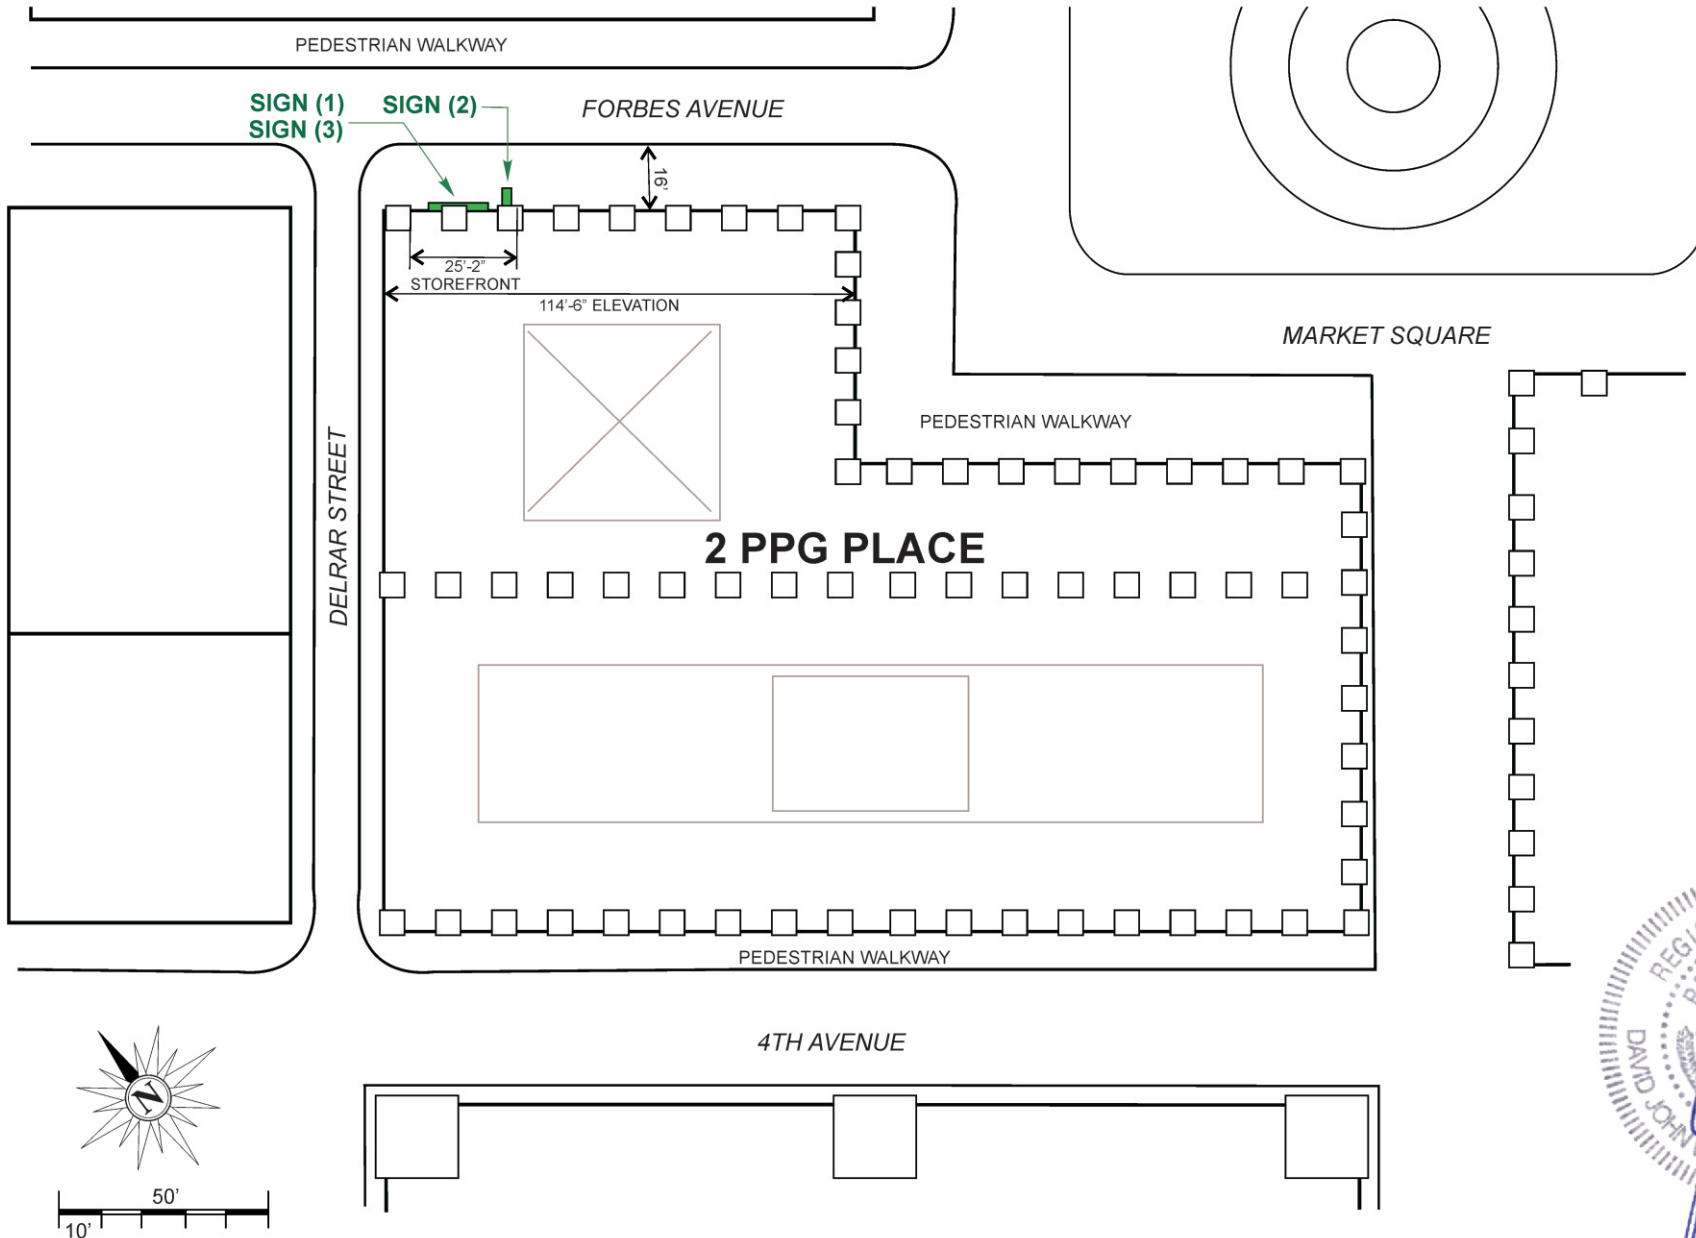 PEDESTRIAN WALKWAY
SIGN (1)
SIGN (2)
SIGN (3)
FORBES AVENUE
16'
25'-2"
STOREFRONT
114'-6" ELEVATION
MARKET SQUARE
PEDESTRIAN WALKWAY
DELRAR STREET
2 PPG PLACE
PEDESTRIAN WALKWAY
4TH AVENUE
N
50'
10'
DAVID JOHN